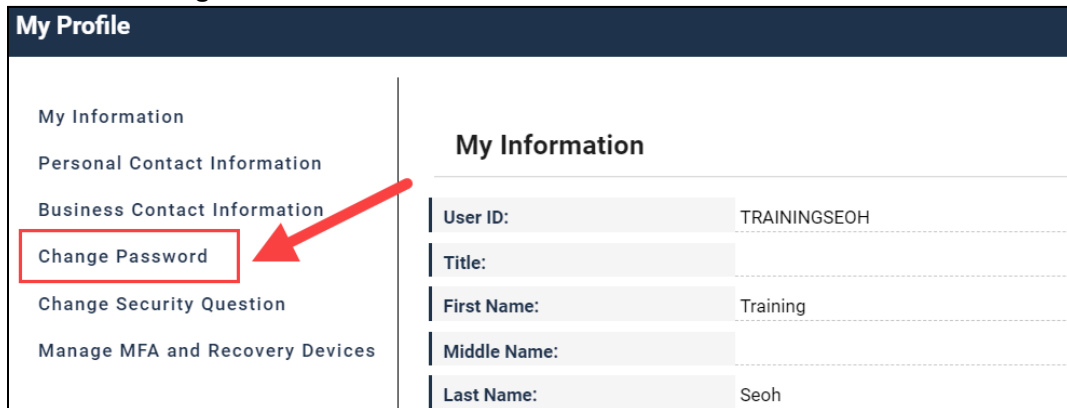 My Profile
My Information
Personal Contact Information
Business Contact Information
Change Password
Change Security Question
Manage MFA and Recovery Devices
My Information
User ID: TRAININGSEOH
Title:
First Name: Training
Middle Name:
Last Name: Seoh